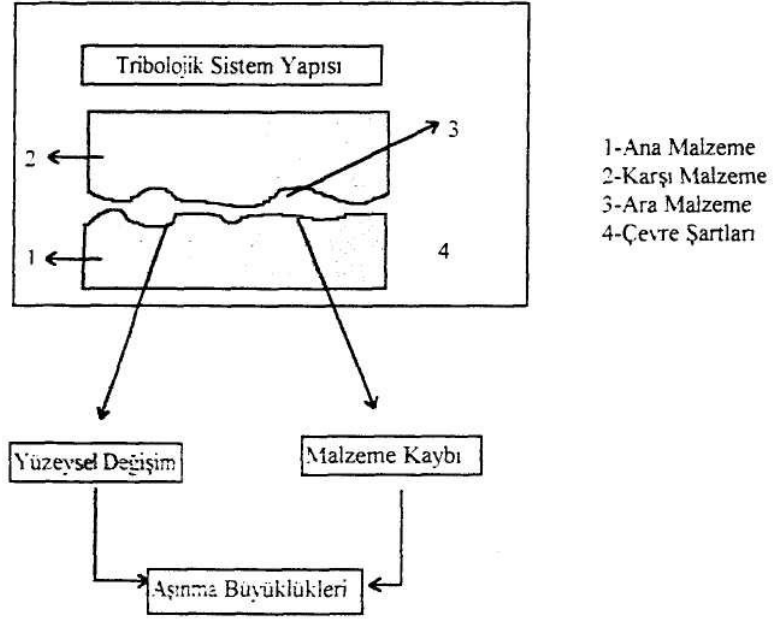 Tribolojik Sistem Yapısı
3
2
1
4
1-Ana Malzeme
2-Karşı Malzeme
3-Ara Malzeme
4-Çevre Şartları
Yüzeysel Değişim
Malzeme Kaybı
Aşınma Büyüklükleri